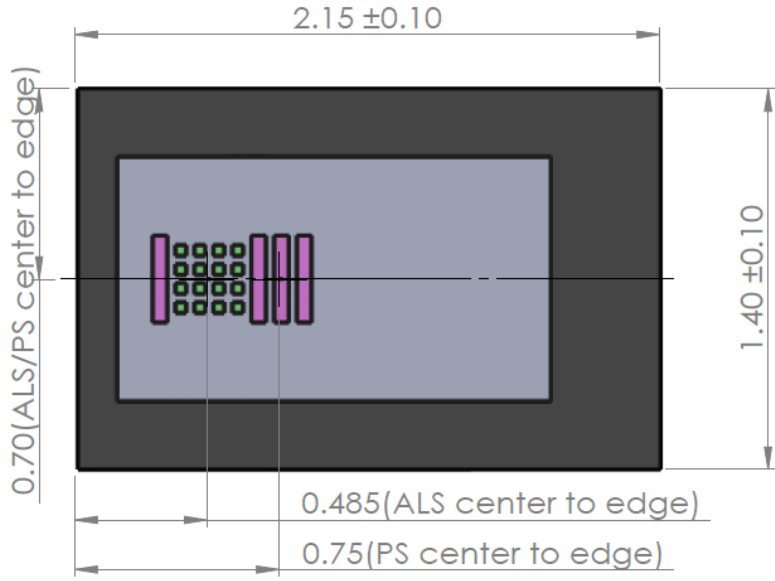 2.15 ±0.10
0.70(ALS/PS center to edge)
1.40 ±0.10
0.485(ALS center to edge)
0.75(PS center to edge)